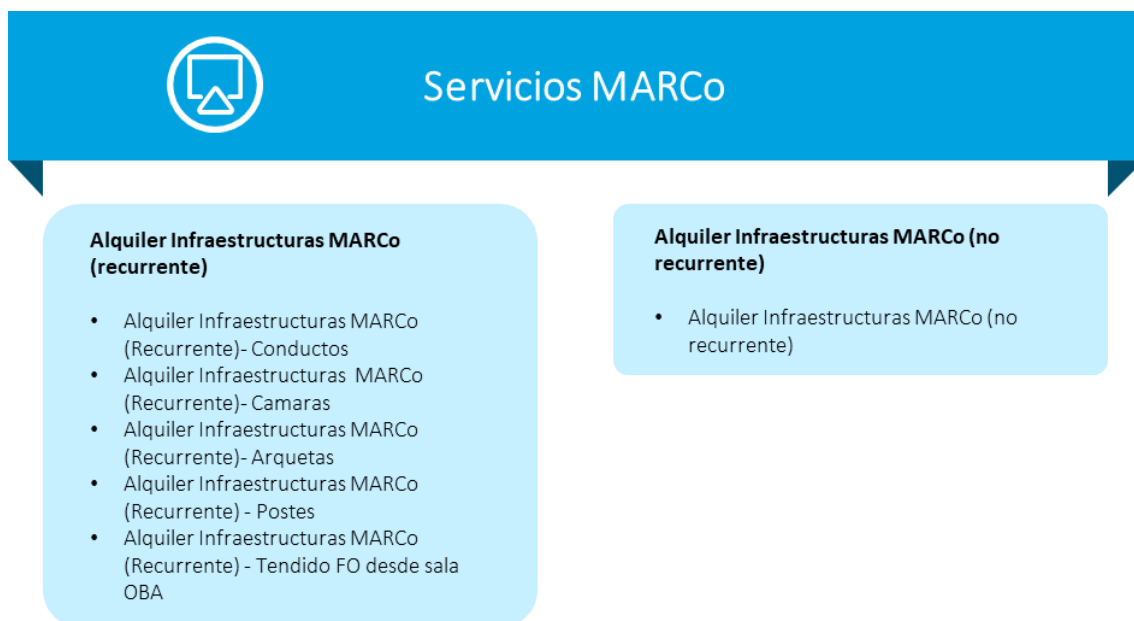 Servicios MARCo
Alquiler Infraestructuras MARCo
(recurrente)
• Alquiler Infraestructuras MARCo
(Recurrente)- Conductos
• Alquiler Infraestructuras MARCo
(Recurrente)- Camaras
• Alquiler Infraestructuras MARCo
(Recurrente)- Arquetas
• Alquiler Infraestructuras MARCo
(Recurrente) - Postes
• Alquiler Infraestructuras MARCo
(Recurrente) - Tendido FO desde sala
OBA
Alquiler Infraestructuras MARCo (no
recurrente)
• Alquiler Infraestructuras MARCo (no
recurrente)